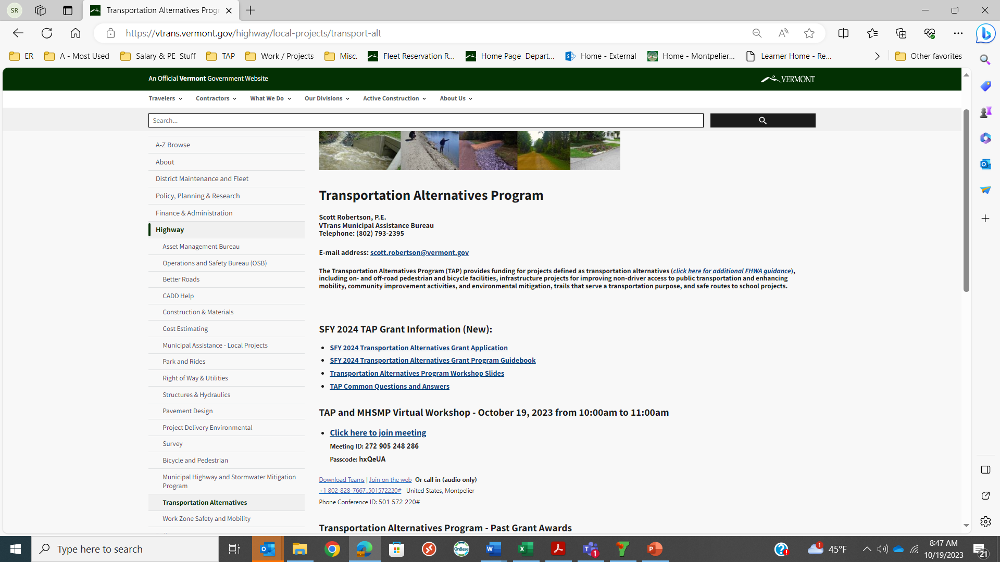 SR
Transportation Alternatives Prog
https://vtrans.vermont.gov/highway/local-projects/transport-alt
ER
A - Most Used
Salary & PE Stuff
TAP
Work / Projects
Misc.
Fleet Reservation R...
Home Page Depart...
Home - External
Home - Montpelier...
Learner Home - Re...
Other favorites
An Official Vermont Government Website
VERMONT
Travelers
Contractors
What We Do
Our Divisions
Active Construction
About Us
Search...
A-Z Browse
About
District Maintenance and Fleet
Policy, Planning & Research
Finance & Administration
Highway
Asset Management Bureau
Operations and Safety Bureau (OSB)
Better Roads
CADD Help
Construction & Materials
Cost Estimating
Municipal Assistance - Local Projects
Park and Rides
Right of Way & Utilities
Structures & Hydraulics
Pavement Design
Project Delivery Environmental
Survey
Bicycle and Pedestrian
Municipal Highway and Stormwater Mitigation
Program
Transportation Alternatives
Work Zone Safety and Mobility
Transportation Alternatives Program
Scott Robertson, P.E.
VTrans Municipal Assistance Bureau
Telephone: (802) 793-2395
E-mail address: scott.robertson@vermont.gov
The Transportation Alternatives Program (TAP) provides funding for projects defined as transportation alternatives (click here for additional FHWA guidance),
including on- and off-road pedestrian and bicycle facilities, infrastructure projects for improving non-driver access to public transportation and enhancing
mobility, community improvement activities, and environmental mitigation, trails that serve a transportation purpose, and safe routes to school projects.
SFY 2024 TAP Grant Information (New):
• SFY 2024 Transportation Alternatives Grant Application
• SFY 2024 Transportation Alternatives Grant Program Guidebook
• Transportation Alternatives Program Workshop Slides
• TAP Common Questions and Answers
TAP and MHSMP Virtual Workshop - October 19, 2023 from 10:00am to 11:00am
• Click here to join meeting
Meeting ID: 272 905 248 286
Passcode: hxQeUA
Download Teams | Join on the web Or call in (audio only)
+1 802-828-7667,,501572220# United States, Montpelier
Phone Conference ID: 501 572 220#
Transportation Alternatives Program - Past Grant Awards
Type here to search
OnBase
1
1
45°F
8:47 AM
10/19/2023
21